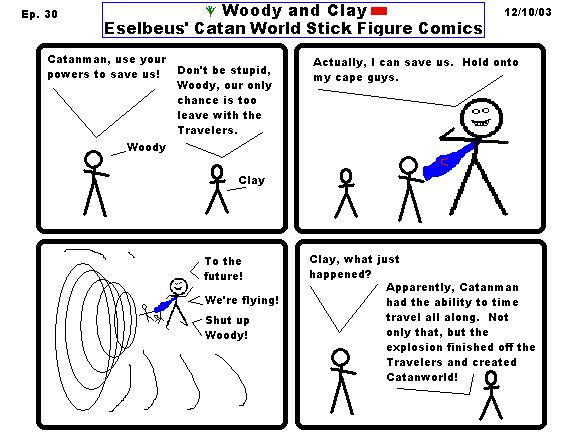 Ep. 30
Woody and Clay
12/10/03
Eselbeus' Catan World Stick Figure Comics
Catanman, use your
powers to save us!
Don't be stupid,
Woody, our only
chance is too
leave with the
Travelers.
Woody
Clay
Actually, I can save us. Hold onto
my cape guys.
To the
future!
We're flying!
Shut up
Woody!
Clay, what just
happened?
Apparently, Catanman
had the ability to time
travel all along. Not
only that, but the
explosion finished off the
Travelers and created
Catanworld!